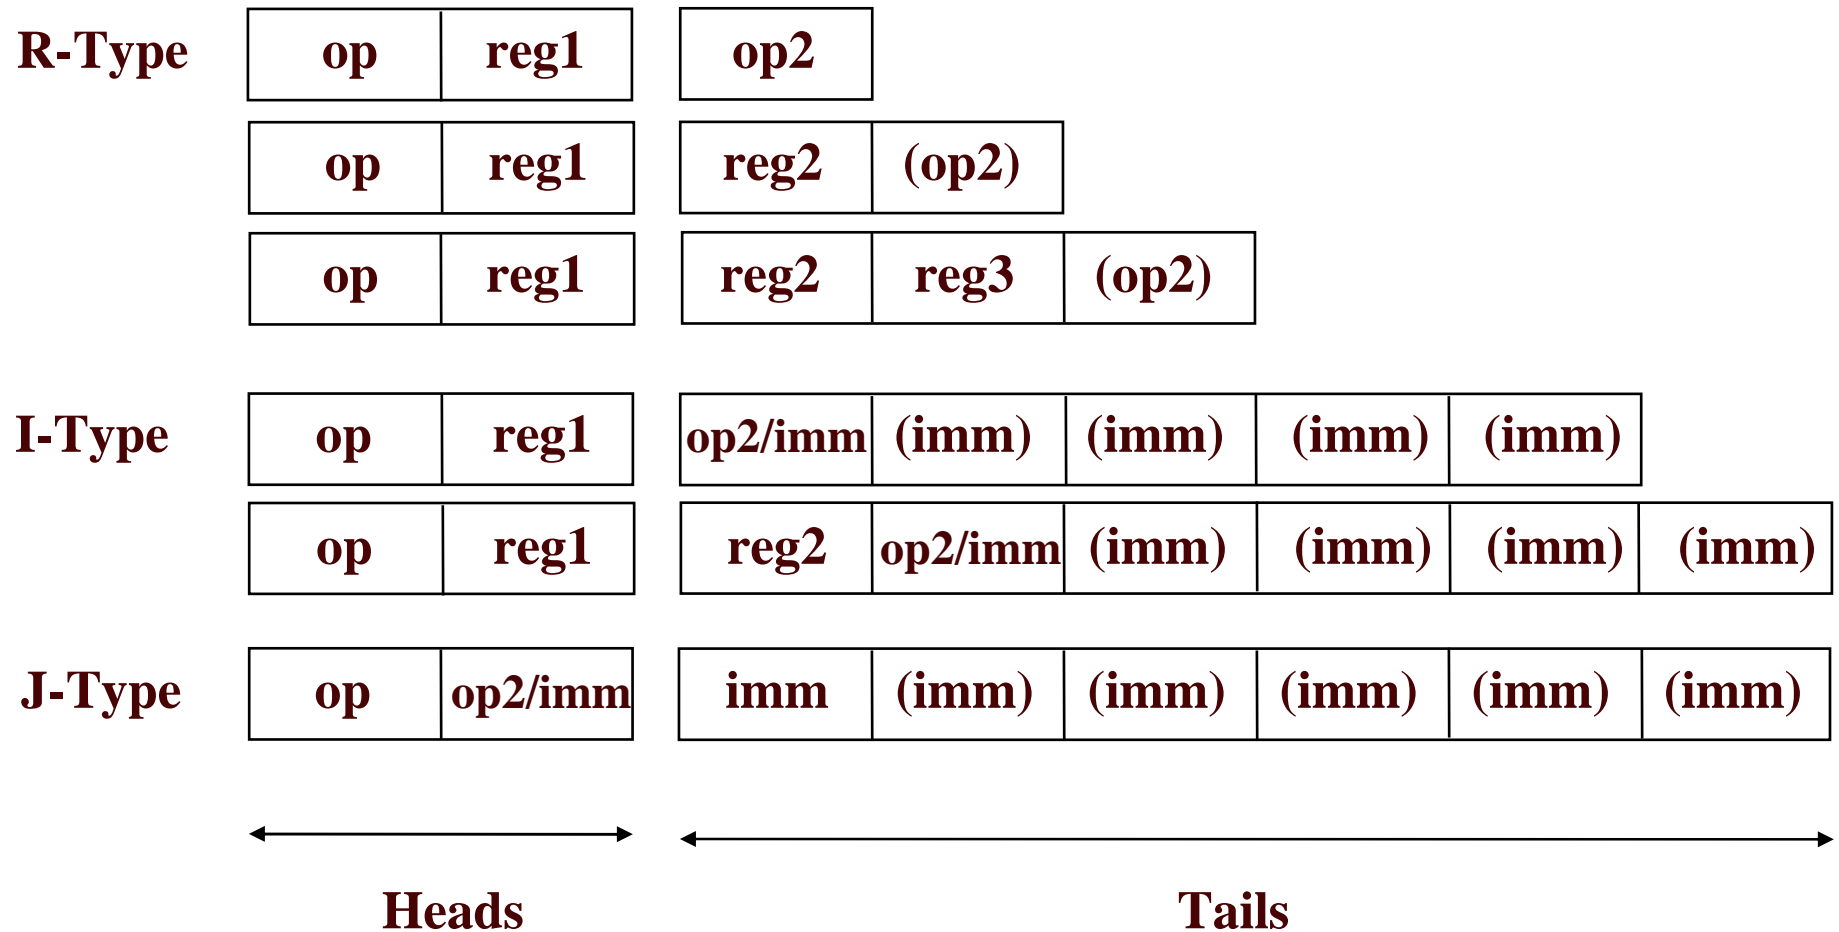 R-Type op reg1 op2
op reg1 reg2 (op2)
op reg1 reg2 reg3 (op2)
I-Type op reg1 op2/imm (imm) (imm) (imm) (imm)
op reg1 reg2 op2/imm (imm) (imm) (imm) (imm)
J-Type op op2/imm imm (imm) (imm) (imm) (imm) (imm)
Heads Tails